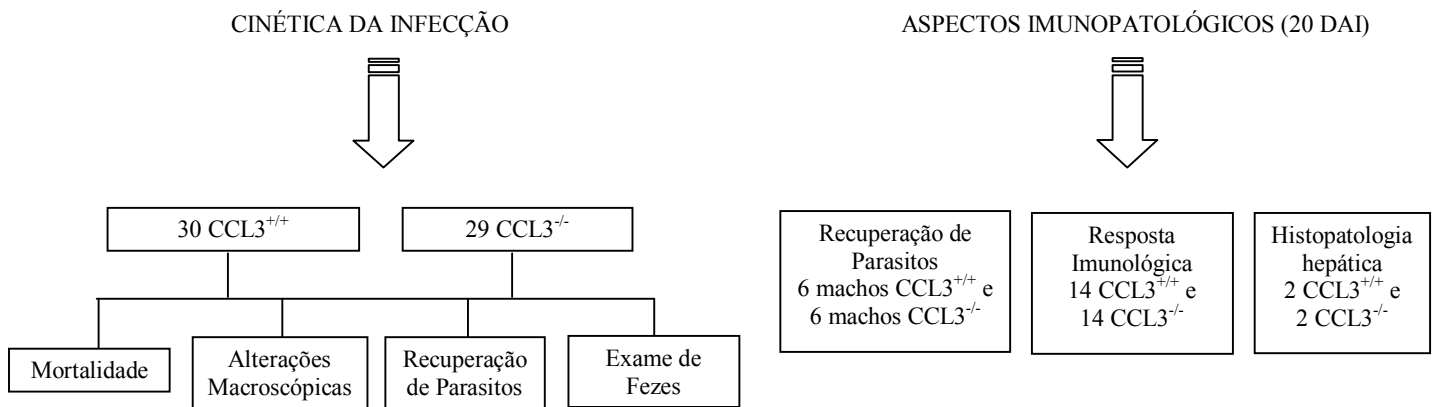 CINÉTICA DA INFECÇÃO
ASPECTOS IMUNOPATOLÓGICOS (20 DAI)
30 CCL3+/+
29 CCL3-/-
Mortalidade
Alterações
Macroscópicas
Recuperação
de Parasitos
Exame de
Fezes
Recuperação de
Parasitos
6 machos CCL3+/+ e
6 machos CCL3-/-
Resposta
Imunológica
14 CCL3+/+ e
14 CCL3-/-
Histopatologia
hepática
2 CCL3+/+ e
2 CCL3-/-